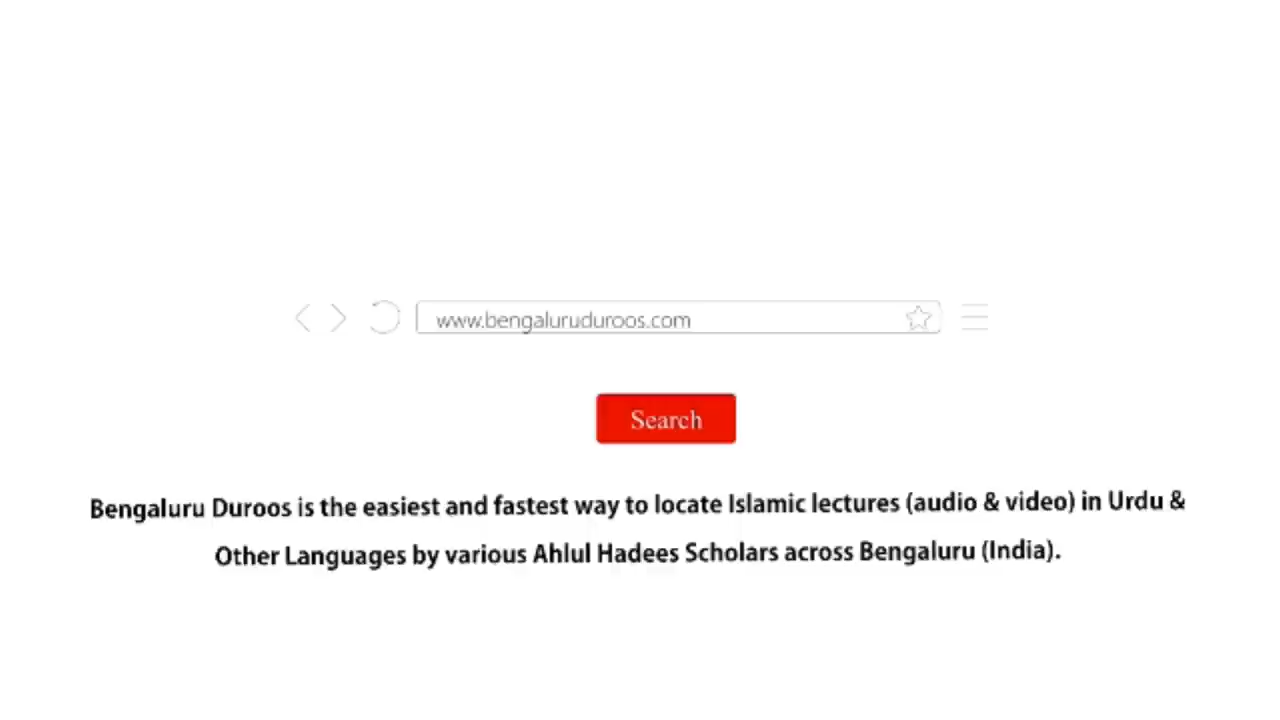 www.bengaluruduroos.com
Search
Bengaluru Duroos is the easiest and fastest way to locate Islamic lectures (audio & video) in Urdu &
Other Languages by various Ahlul Hadees Scholars across Bengaluru (India).